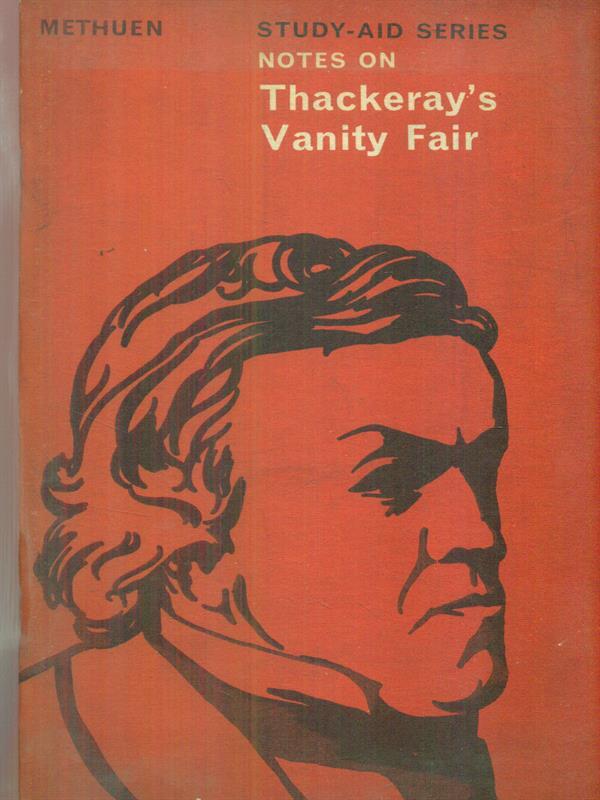 METHUEN STUDY-AID SERIES
NOTES ON
Thackeray's
Vanity Fair